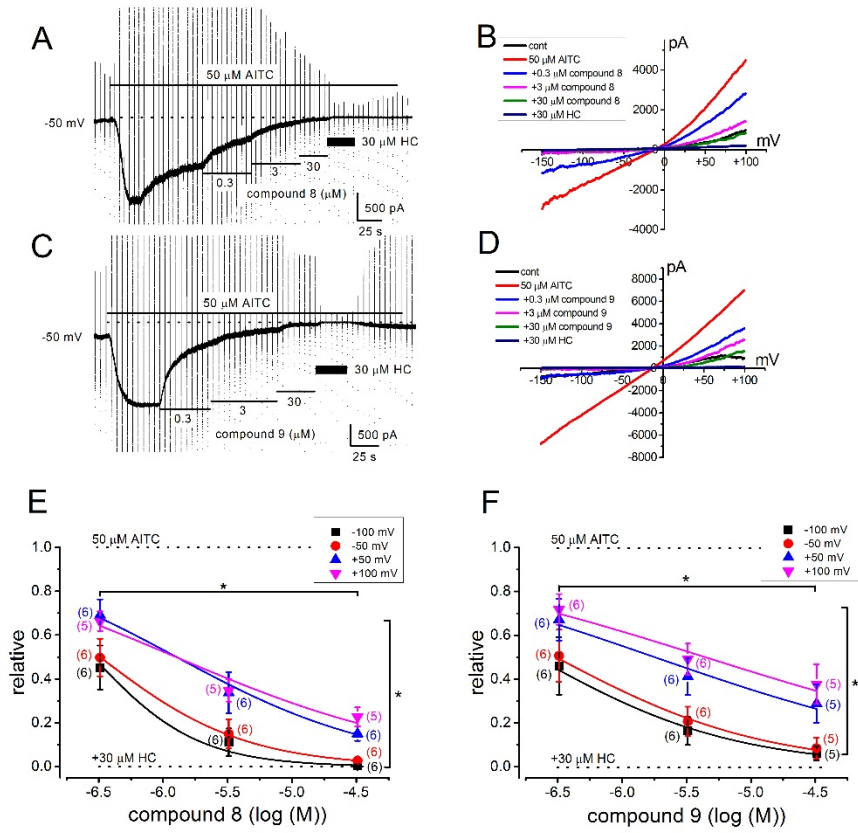 A
50 µM AITC
-50 mV
30 µM HC
0.3
3
30
compound 8 (µM)
500 pA
25 s
B
pA
cont
50 µM AITC
+0.3 µM compound 8
+3 µM compound 8
+30 µM compound 8
+30 µM HC
4000
2000
mV
-150
-100
-50
+50
+100
-2000
-4000
C
50 µM AITC
-50 mV
30 µM HC
0.3
3
30
compound 9 (µM)
500 pA
25 s
D
pA
cont
50 µM AITC
+0.3 µM compound 9
+3 µM compound 9
+30 µM compound 9
+30 µM HC
8000
6000
4000
2000
mV
-150
-100
-50
+50
+100
-2000
-4000
-6000
-8000
E
50 µM AITC
-100 mV
-50 mV
+50 mV
+100 mV
1.0
0.8
0.6
0.4
0.2
0.0
relative
*
*
(6)
(5)
(6)
(6)
(5)
(6)
(6)
(6)
(5)
(6)
(6)
(6)
+30 µM HC
-6.5
-6.0
-5.5
-5.0
-4.5
compound 8 (log (M))
F
50 µM AITC
-100 mV
-50 mV
+50 mV
+100 mV
1.0
0.8
0.6
0.4
0.2
0.0
relative
*
*
(6)
(6)
(6)
(6)
(6)
(6)
(6)
(6)
(5)
(5)
(5)
(5)
+30 µM HC
-6.5
-6.0
-5.5
-5.0
-4.5
compound 9 (log (M))